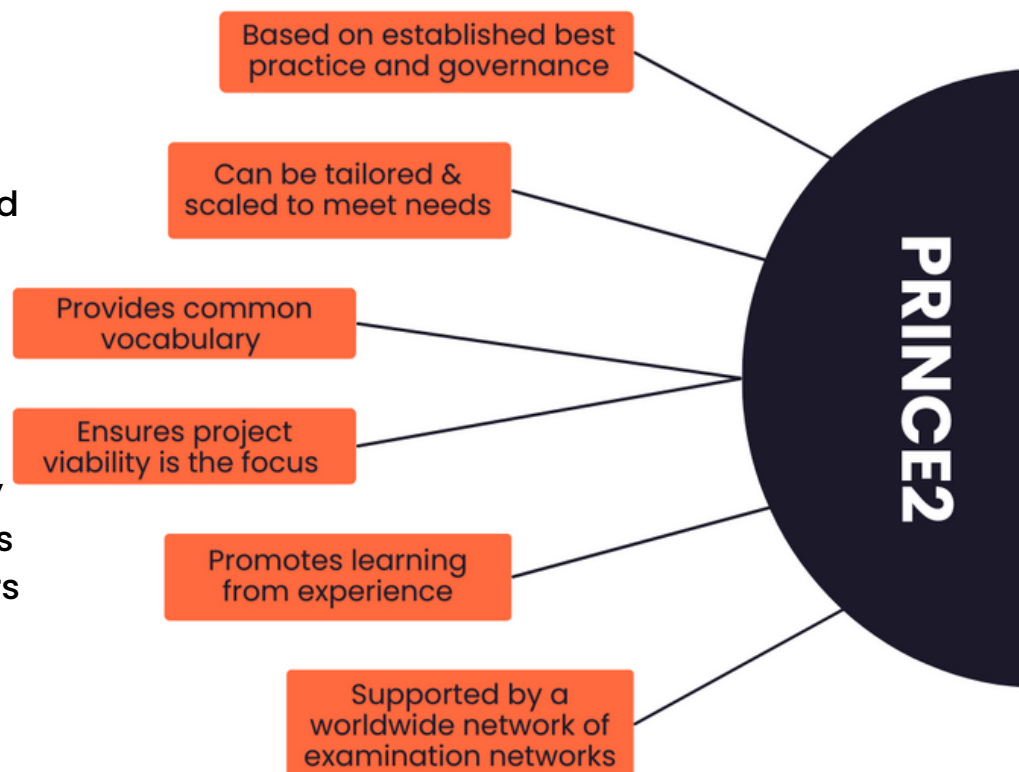 Based on established best
practice and governance
Can be tailored &
scaled to meet needs
Provides common
vocabulary
Ensures project
viability is the focus
Promotes learning
from experience
Supported by a
worldwide network of
examination networks
PRINCE2